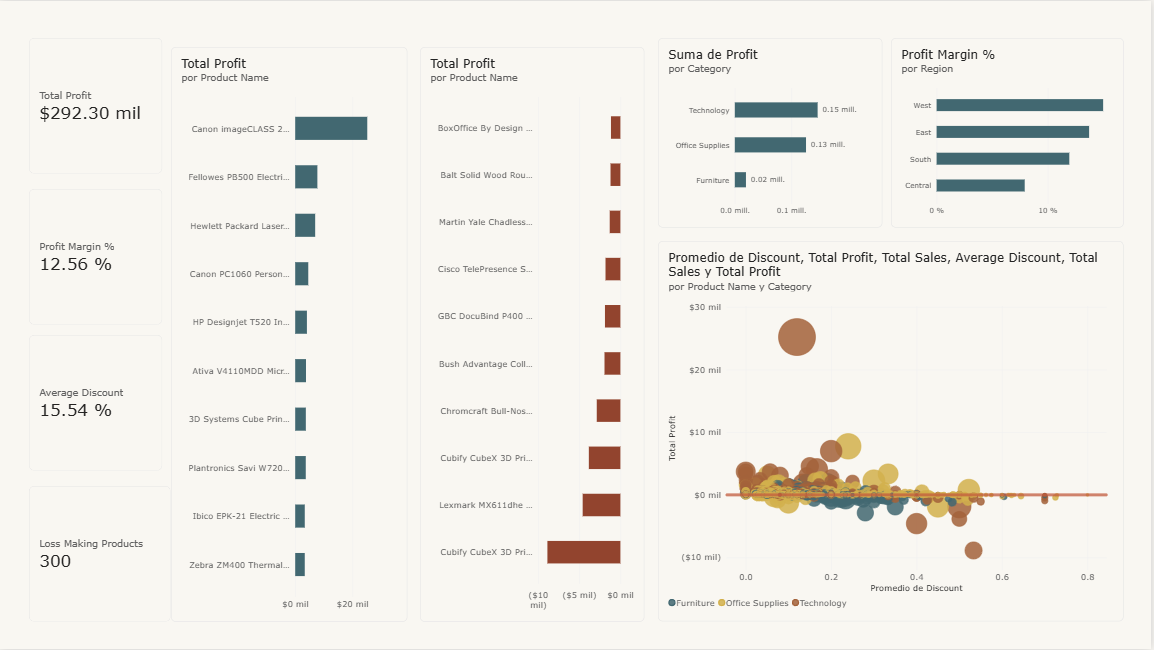 Total Profit
$292.30 mil
Profit Margin %
12.56 %
Average Discount
15.54 %
Loss Making Products
300
Total Profit
por Product Name
Canon imageCLASS 2...
Fellowes PB500 Electri...
Hewlett Packard Laser...
Canon PC1060 Person...
HP Designjet T520 In...
Ativa V4110MDD Micr...
3D Systems Cube Prin...
Plantronics Savi W720...
Ibico EPK-21 Electric ...
Zebra ZM400 Thermal...
$0 mil $20 mil
Total Profit
por Product Name
BoxOffice By Design ...
Balt Solid Wood Rou...
Martin Yale Chadless...
Cisco TelePresence S...
GBC DocuBind P400 ...
Bush Advantage Coll...
Chromcraft Bull-Nos...
Cubify CubeX 3D Pri...
Lexmark MX611dhe ...
Cubify CubeX 3D Pri...
($10 mil) ($5 mil) $0 mil
Suma de Profit
por Category
Technology 0.15 mill.
Office Supplies 0.13 mill.
Furniture 0.02 mill.
0.0 mill. 0.1 mill.
Profit Margin %
por Region
West
East
South
Central
0 % 10 %
Promedio de Discount, Total Profit, Total Sales, Average Discount, Total
Sales y Total Profit
por Product Name y Category
Total Profit
$30 mil
$20 mil
$10 mil
$0 mil
($10 mil)
0.0 0.2 0.4 0.6 0.8
Promedio de Discount
Furniture Office Supplies Technology